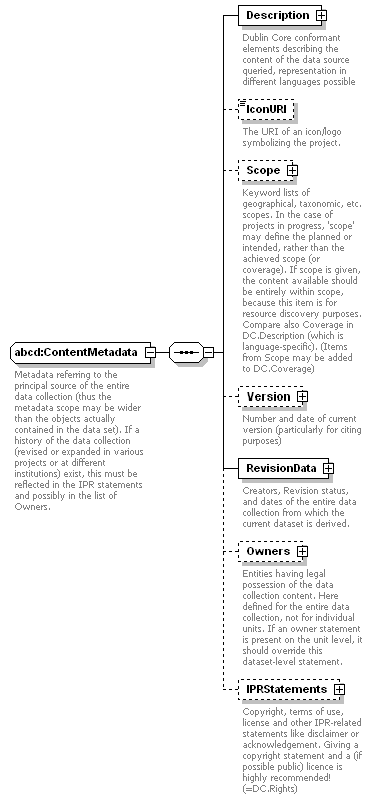 Description
Dublin Core conformant
elements describing the
content of the data source
queried, representation in
different languages possible
IconURI
The URI of an icon/logo
symbolizing the project.
Scope
Keyword lists of
geographical, taxonomic, etc.
scopes. In the case of
projects in progress, 'scope'
may define the planned or
intended, rather than the
achieved scope (or
coverage). If scope is given,
the content available should
be entirely within scope,
because this item is for
resource discovery purposes.
Compare also Coverage in
DC.Description (which is
language-specific). (Items
from Scope may be added
to DC.Coverage)
abcd:ContentMetadata
Metadata referring to the
principal source of the entire
data collection (thus the
metadata scope may be wider
than the objects actually
contained in the data set). If a
history of the data collection
(revised or expanded in various
projects or at different
institutions) exist, this must be
reflected in the IPR statements
and possibly in the list of
Owners.
Version
Number and date of current
version (particularly for citing
purposes)
RevisionData
Creators, Revision status,
and dates of the entire data
collection from which the
current dataset is derived.
Owners
Entities having legal
possession of the data
collection content. Here
defined for the entire data
collection, not for individual
units. If an owner statement
is present on the unit level, it
should override this
dataset-level statement.
IPRStatements
Copyright, terms of use,
license and other IPR-related
statements like disclaimer or
acknowledgement. Giving a
copyright statement and a (if
possible public) licence is
highly recommended!
(=DC.Rights)